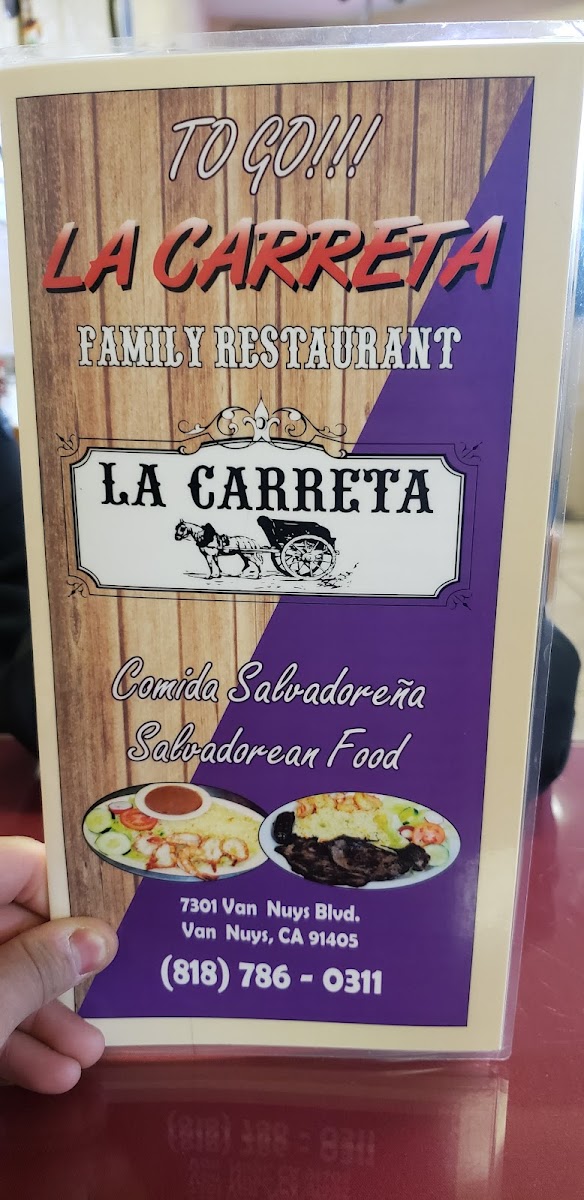 TO GO!!!
LA CARRETA
FAMILY RESTAURANT
LA CARRETA
Comida Salvadoreña
Salvadorean Food
7301 Van Nuys Blvd.
Van Nuys, CA 91405
(818) 786 - 0311